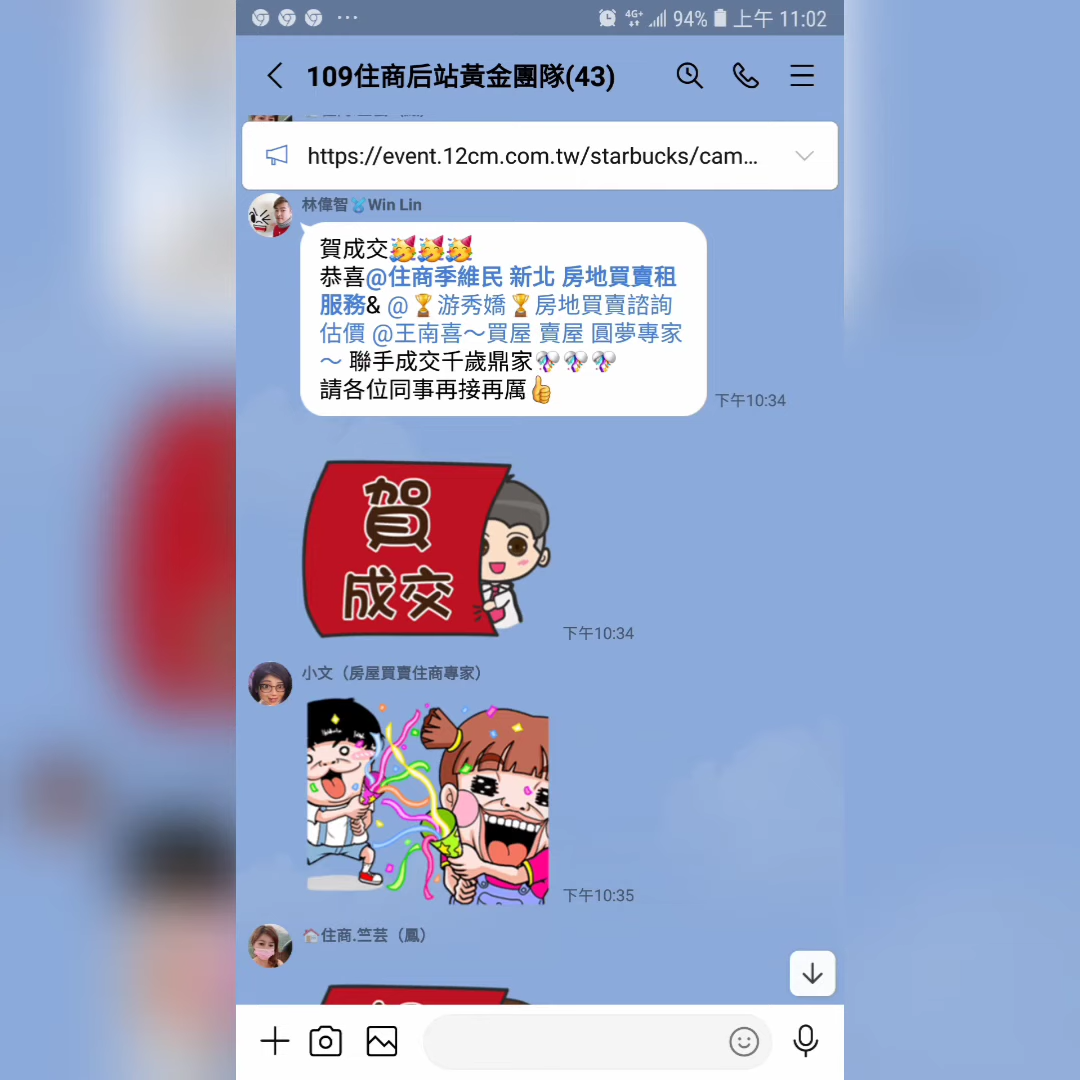 94% 上午 11:02
109住商后站黃金團隊(43)
https://event.12cm.com.tw/starbucks/cam...
林偉智🥇Win Lin
賀成交🥳🥳🥳
恭喜@住商季維民 新北 房地買賣租
服務& @🏆游秀嬌🏆房地買賣諮詢
估價 @王南喜～買屋 賣屋 圓夢專家
～ 聯手成交千歲鼎家🎊🎊🎊
請各位同事再接再厲👍
下午10:34
賀
成交
下午10:34
小文（房屋買賣住商專家）
下午10:35
🏠住商.竺芸（鳳）